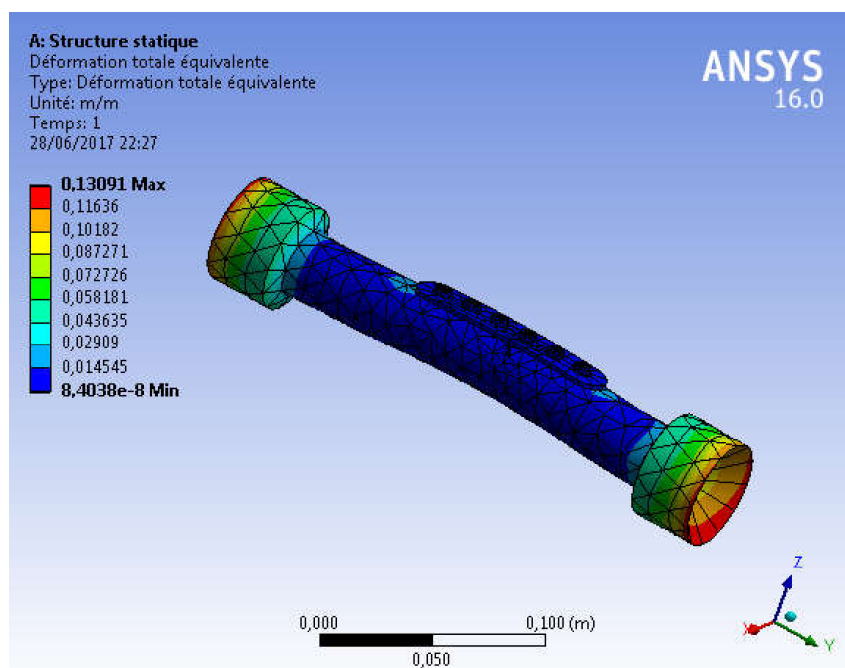 A: Structure statique
Déformation totale équivalente
Type: Déformation totale équivalente
Unité: m/m
Temps: 1
28/06/2017 22:27
ANSYS
16.0
0,13091 Max
0,11636
0,10182
0,087271
0,072726
0,058181
0,043635
0,02909
0,014545
8,4038e-8 Min
0,000
0,100 (m)
0,050
Z
X
Y